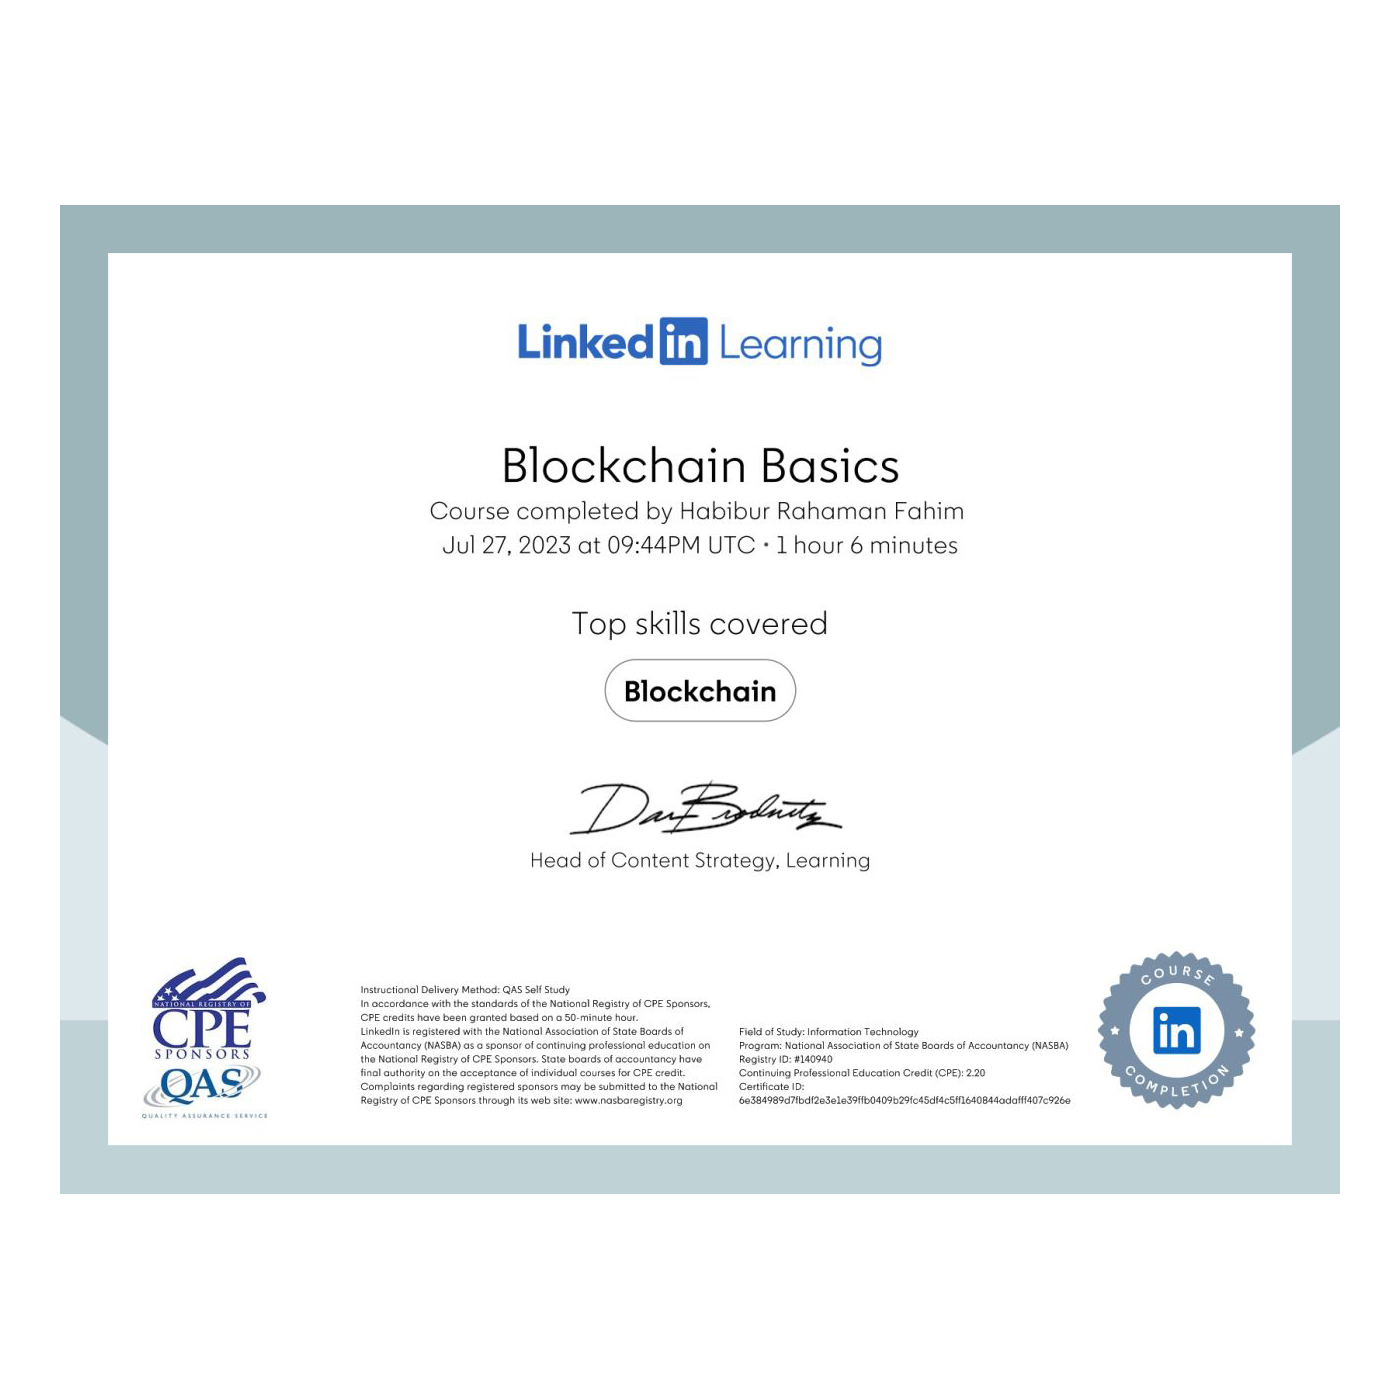 LinkedIn Learning
Blockchain Basics
Course completed by Habibur Rahaman Fahim
Jul 27, 2023 at 09:44PM UTC • 1 hour 6 minutes
Top skills covered
Blockchain
Dan Brodnitz
Head of Content Strategy, Learning
NATIONAL REGISTRY OF
CPE
SPONSORS
QAS
QUALITY ASSURANCE SERVICE
Instructional Delivery Method: QAS Self Study
In accordance with the standards of the National Registry of CPE Sponsors,
CPE credits have been granted based on a 50-minute hour.
LinkedIn is registered with the National Association of State Boards of
Accountancy (NASBA) as a sponsor of continuing professional education on
the National Registry of CPE Sponsors. State boards of accountancy have
final authority on the acceptance of individual courses for CPE credit.
Complaints regarding registered sponsors may be submitted to the National
Registry of CPE Sponsors through its web site: www.nasbaregistry.org
Field of Study: Information Technology
Program: National Association of State Boards of Accountancy (NASBA)
Registry ID: #140940
Continuing Professional Education Credit (CPE): 2.20
Certificate ID:
6e384989d7fbdf2e3e1e39ffb0409b29fc45df4c5ff1640844adafff407c926e
COURSE
in
COMPLETION